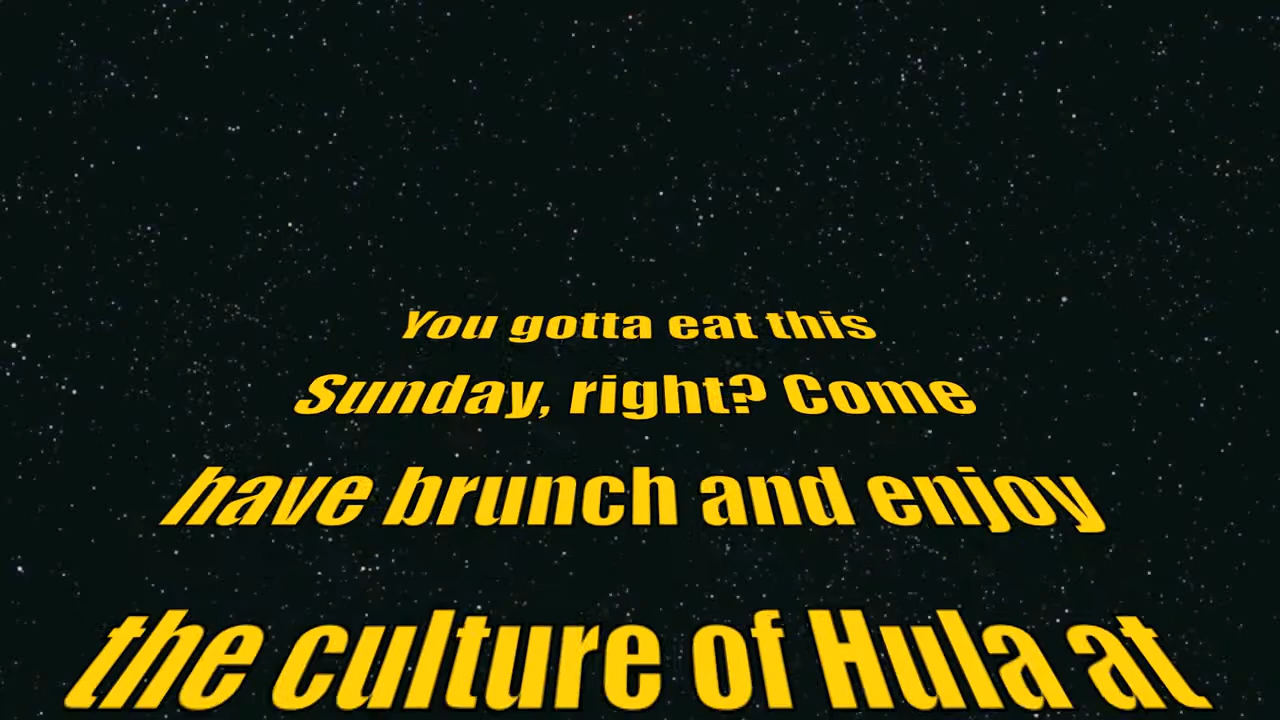 You gotta eat this
Sunday, right? Come
have brunch and enjoy
the culture of Hula at